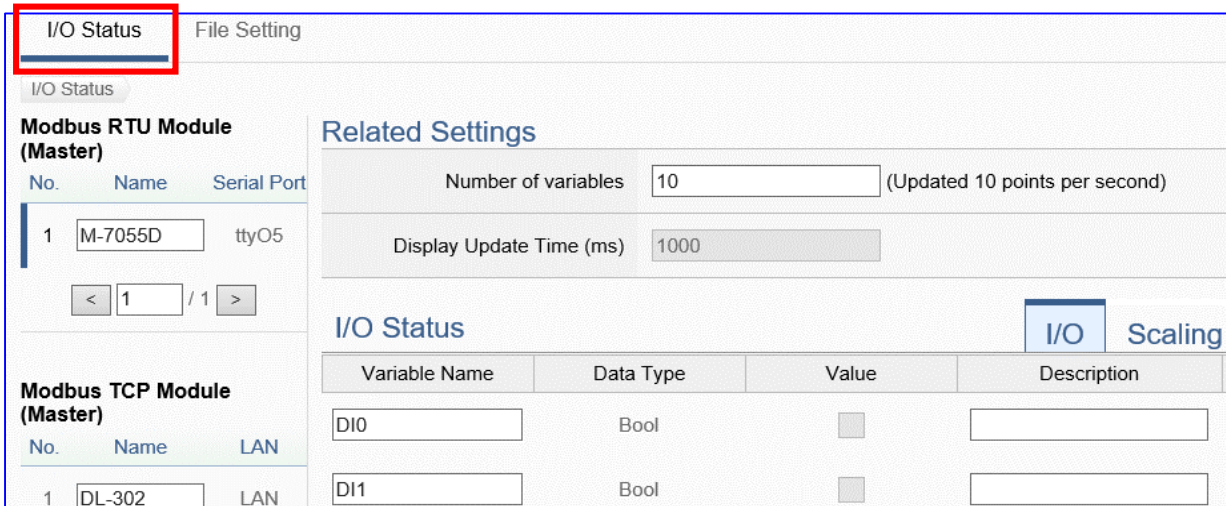 I/O Status File Setting
I/O Status
Modbus RTU Module
(Master)
No. Name Serial Port
1 M-7055D ttyO5
< 1 / 1 >
Modbus TCP Module
(Master)
No. Name LAN
1 DL-302 LAN
Related Settings
Number of variables 10 (Updated 10 points per second)
Display Update Time (ms) 1000
I/O Status I/O Scaling
Variable Name Data Type Value Description
DI0 Bool
DI1 Bool